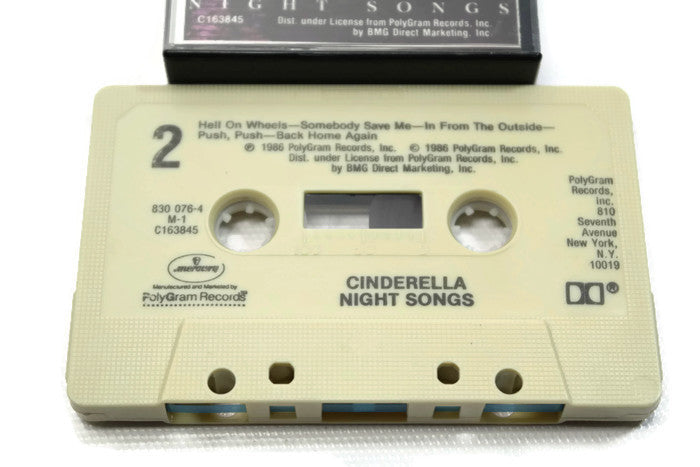 NIGHT SONGS
C163845
Dist. under License from PolyGram Records, Inc.
by BMG Direct Marketing, Inc
2
Hell On Wheels—Somebody Save Me—In From The Outside—
Push, Push—Back Home Again
℗ 1986 PolyGram Records, Inc. © 1986 PolyGram Records, Inc.
Dist. under License from PolyGram Records, Inc.
by BMG Direct Marketing, Inc.
830 076-4
M-1
C163845
PolyGram
Records,
Inc.
810
Seventh
Avenue
New York,
N.Y.
10019
mercury
Manufactured and Marketed by
PolyGram Records
CINDERELLA
NIGHT SONGS
®